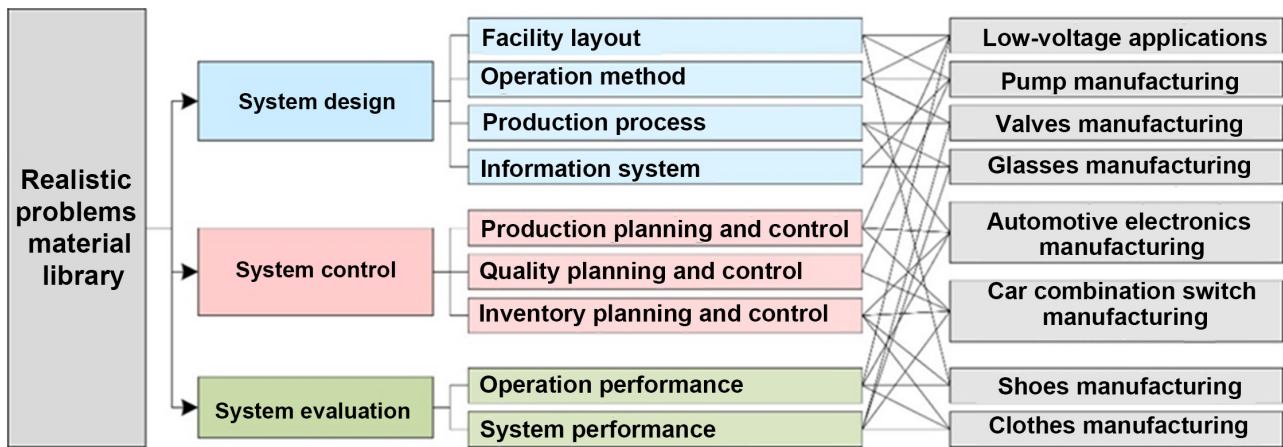 Realistic
problems
material
library
System design
System control
System evaluation
Facility layout
Operation method
Production process
Information system
Production planning and control
Quality planning and control
Inventory planning and control
Operation performance
System performance
Low-voltage applications
Pump manufacturing
Valves manufacturing
Glasses manufacturing
Automotive electronics
manufacturing
Car combination switch
manufacturing
Shoes manufacturing
Clothes manufacturing